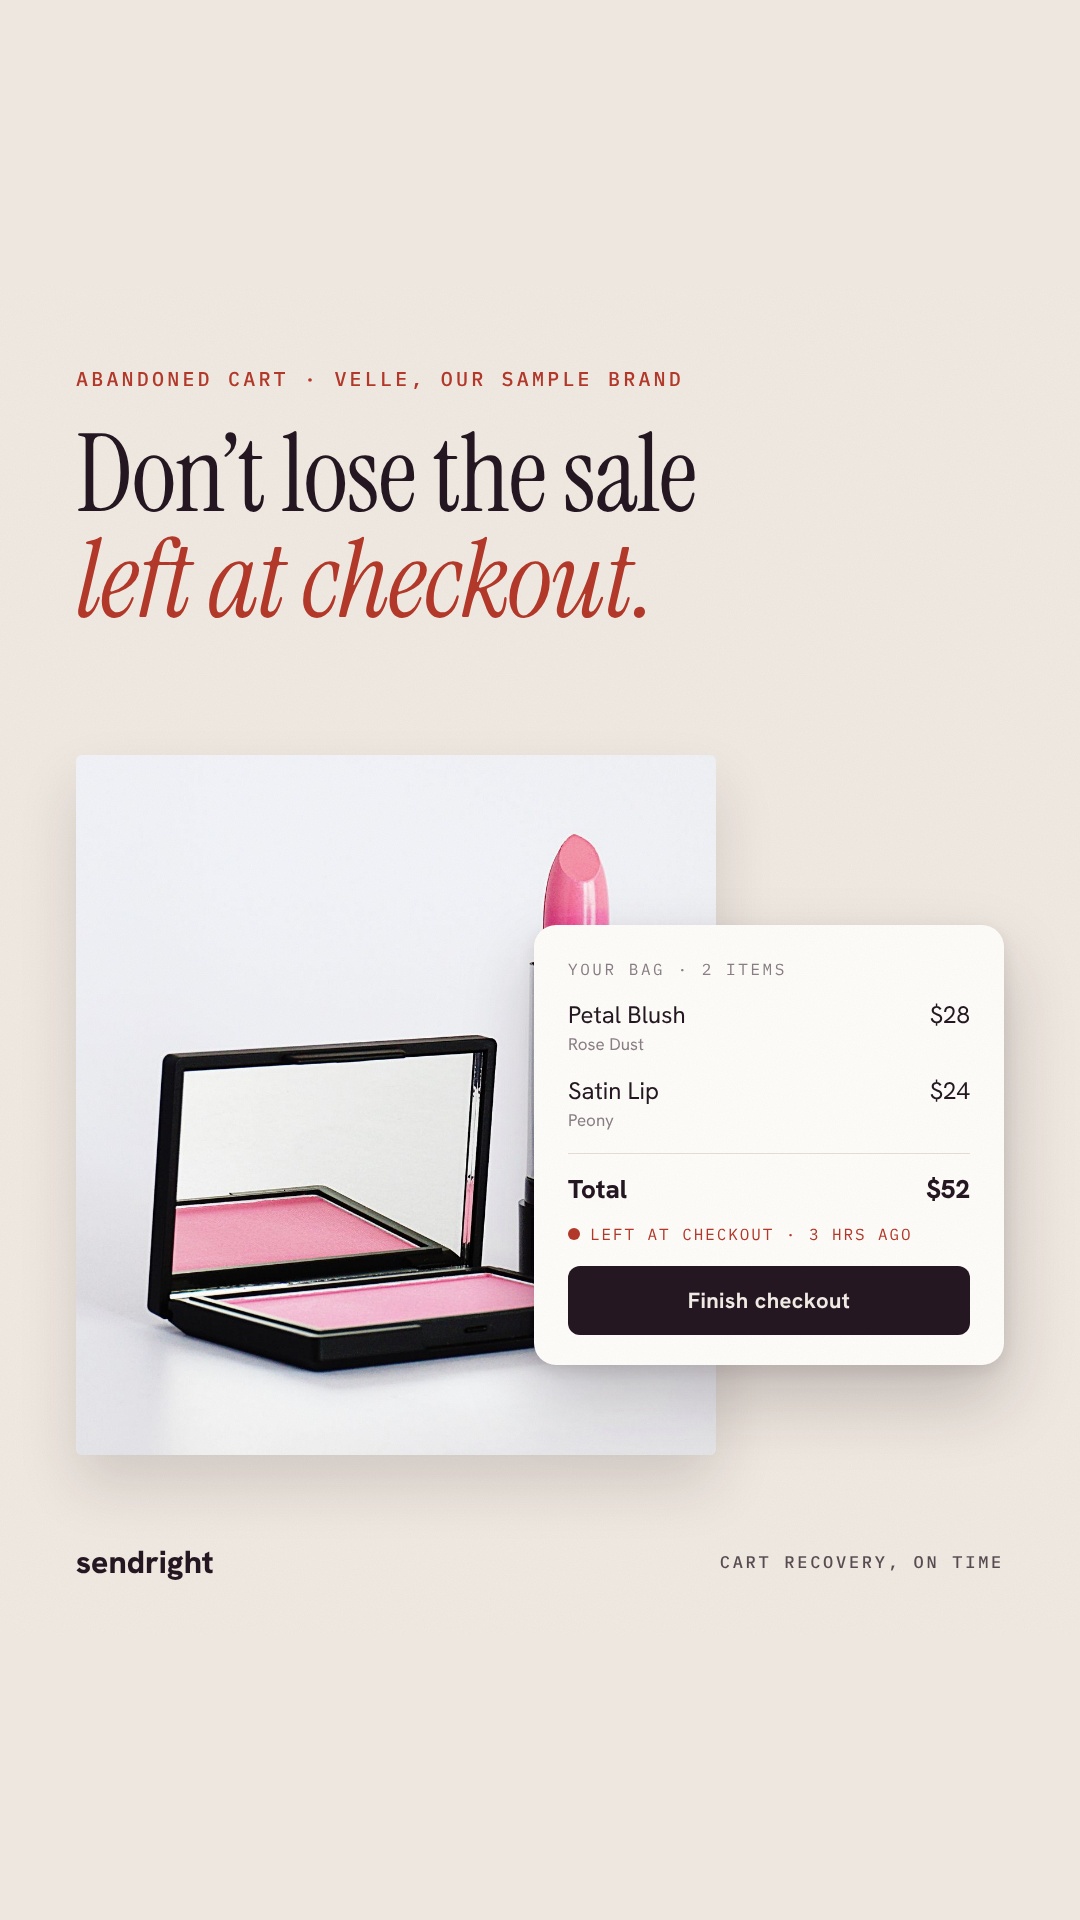 ABANDONED CART · VELLE, OUR SAMPLE BRAND
Don’t lose the sale
left at checkout.
YOUR BAG · 2 ITEMS
Petal Blush $28
Rose Dust
Satin Lip $24
Peony
Total $52
LEFT AT CHECKOUT · 3 HRS AGO
Finish checkout
sendright CART RECOVERY, ON TIME